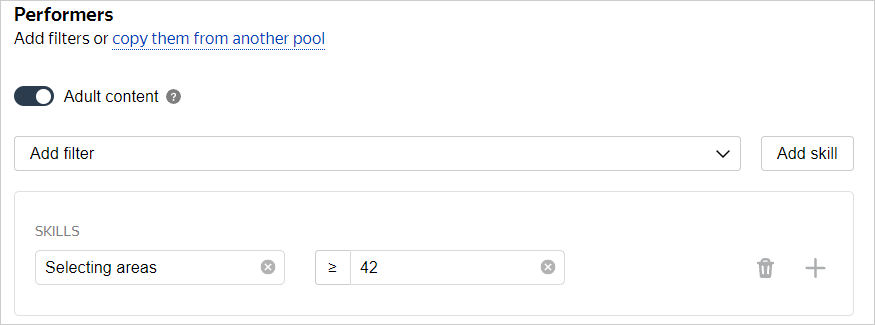 Performers
Add filters or copy them from another pool
Adult content ?
Add filter Add skill
SKILLS
Selecting areas ≥ 42